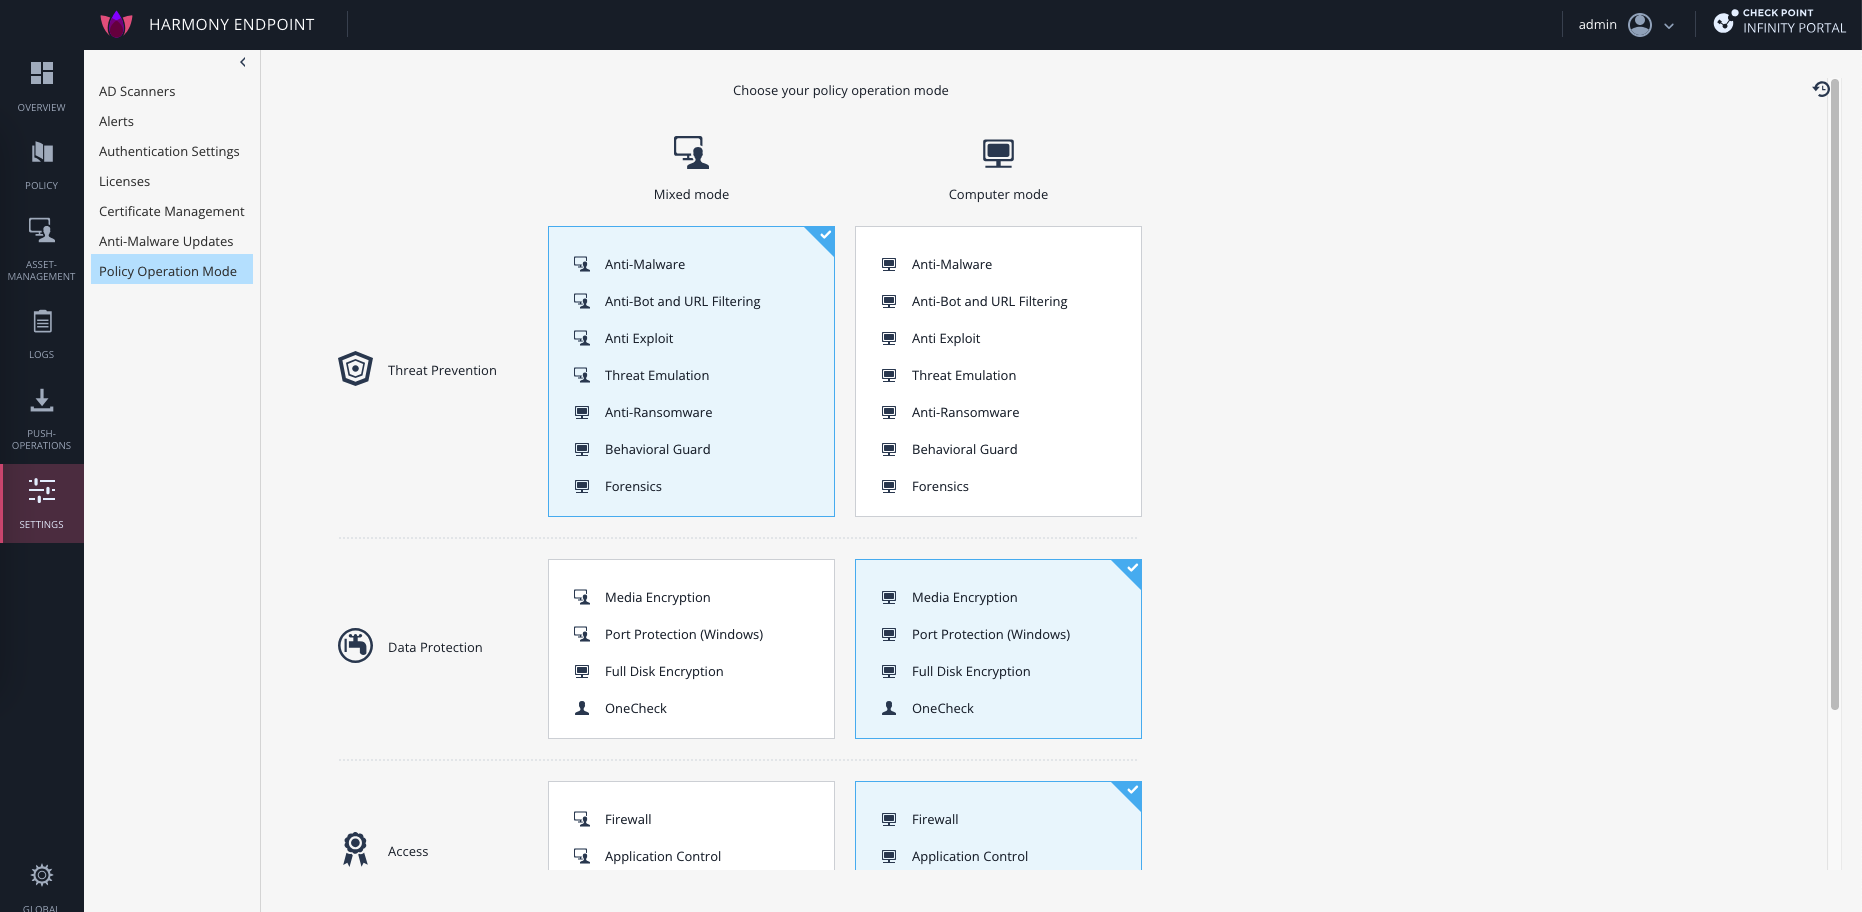 HARMONY ENDPOINT
admin
CHECK POINT
INFINITY PORTAL
OVERVIEW
POLICY
ASSET-
MANAGEMENT
LOGS
PUSH-
OPERATIONS
SETTINGS
GLOBAL
AD Scanners
Alerts
Authentication Settings
Licenses
Certificate Management
Anti-Malware Updates
Policy Operation Mode
Choose your policy operation mode
Mixed mode
Computer mode
Threat Prevention
Anti-Malware
Anti-Bot and URL Filtering
Anti Exploit
Threat Emulation
Anti-Ransomware
Behavioral Guard
Forensics
Anti-Malware
Anti-Bot and URL Filtering
Anti Exploit
Threat Emulation
Anti-Ransomware
Behavioral Guard
Forensics
Data Protection
Media Encryption
Port Protection (Windows)
Full Disk Encryption
OneCheck
Media Encryption
Port Protection (Windows)
Full Disk Encryption
OneCheck
Access
Firewall
Application Control
Firewall
Application Control